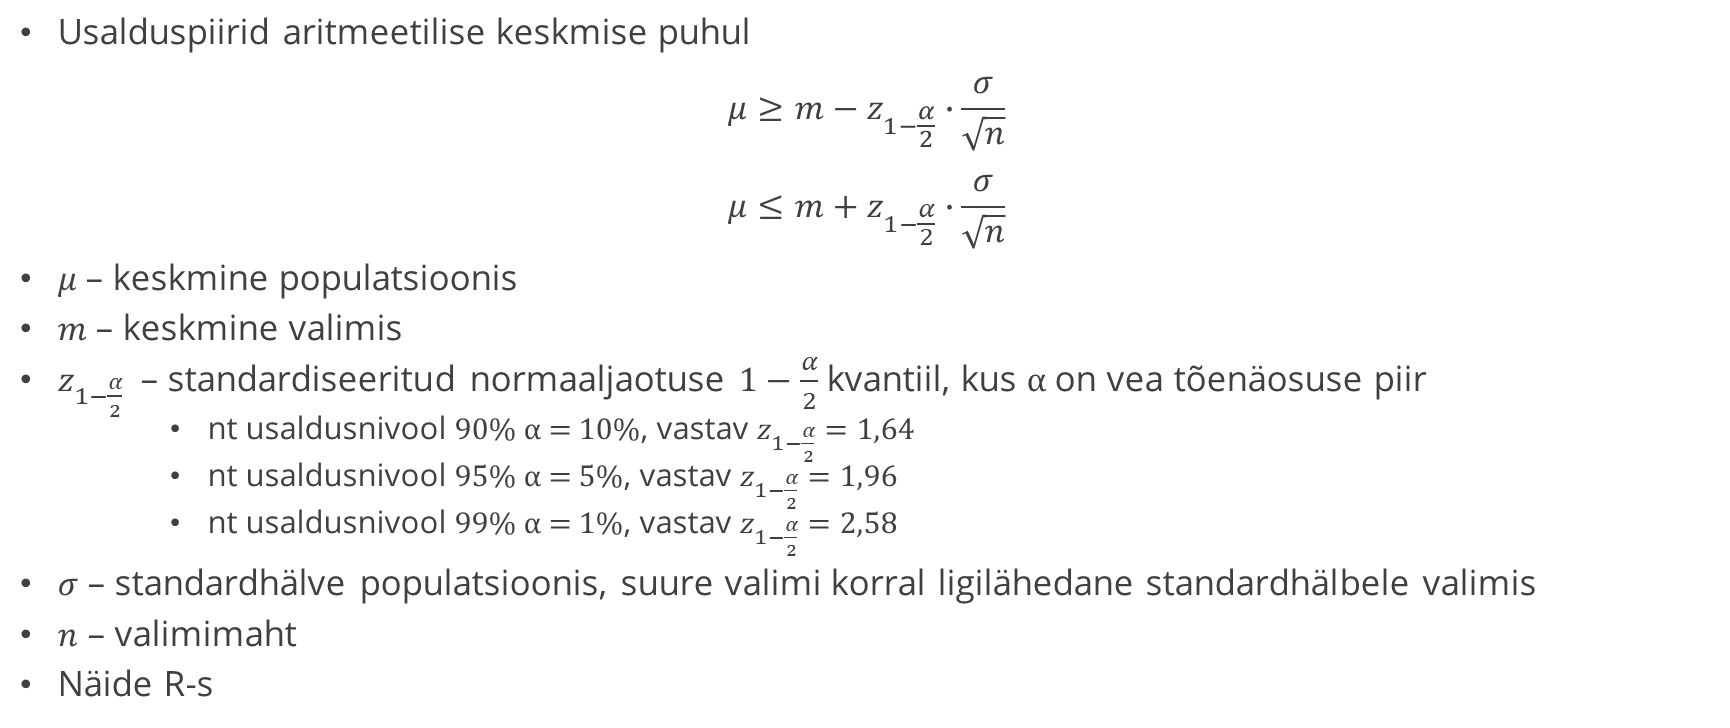 • Usalduspiirid aritmeetilise keskmise puhul
μ ≥ m − z_{1−α/2} · σ/√n
μ ≤ m + z_{1−α/2} · σ/√n
• μ – keskmine populatsioonis
• m – keskmine valimis
• z_{1−α/2} – standardiseeritud normaaljaotuse 1 − α/2 kvantiil, kus α on vea tõenäosuse piir
• nt usaldusnivool 90% α = 10%, vastav z_{1−α/2} = 1,64
• nt usaldusnivool 95% α = 5%, vastav z_{1−α/2} = 1,96
• nt usaldusnivool 99% α = 1%, vastav z_{1−α/2} = 2,58
• σ – standardhälve populatsioonis, suure valimi korral ligilähedane standardhälbele valimis
• n – valimimaht
• Näide R-s